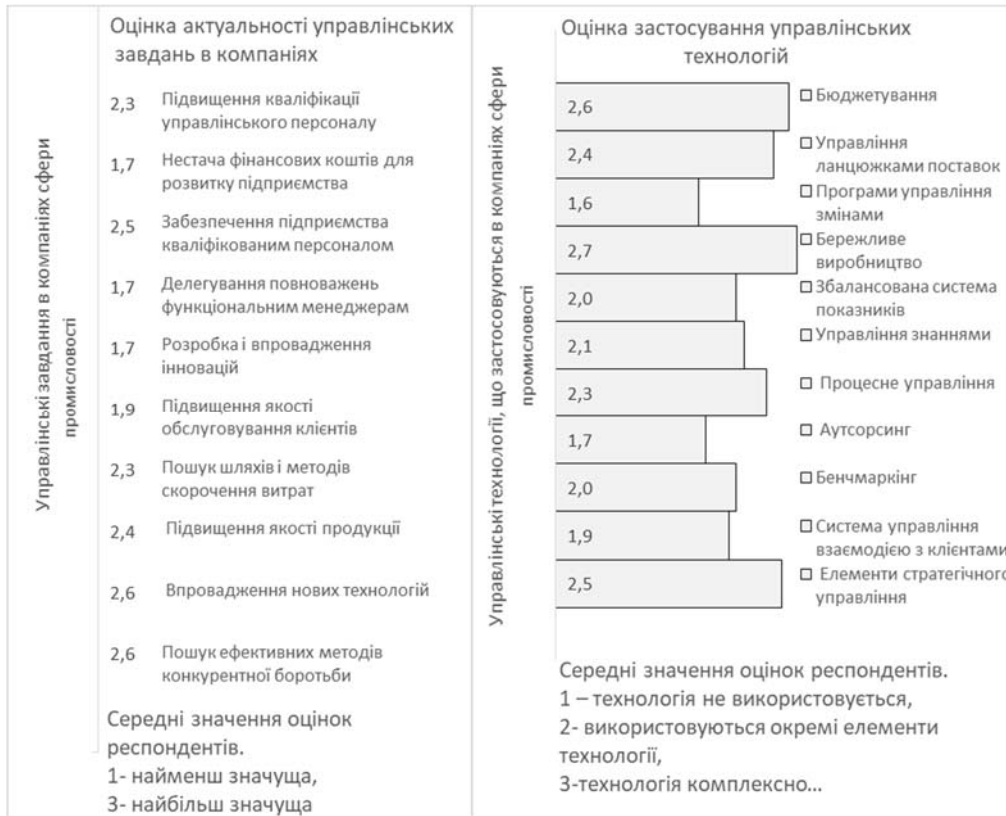 Управлінські завдання в компаніях сфери
промисловості
Оцінка актуальності управлінських
завдань в компаніях
2,3 Підвищення кваліфікації
управлінського персоналу
1,7 Нестача фінансових коштів для
розвитку підприємства
2,5 Забезпечення підприємства
кваліфікованим персоналом
1,7 Делегування повноважень
функціональним менеджерам
1,7 Розробка і впровадження
інновацій
1,9 Підвищення якості
обслуговування клієнтів
2,3 Пошук шляхів і методів
скорочення витрат
2,4 Підвищення якості продукції
2,6 Впровадження нових технологій
2,6 Пошук ефективних методів
конкурентної боротьби
Середні значення оцінок
респондентів.
1- найменш значуща,
3- найбільш значуща
Управлінські технології, що застосовуються в компаніях сфери
промисловості
Оцінка застосування управлінських
технологій
2,6 Бюджетування
2,4 Управління
ланцюжками поставок
1,6 Програми управління
змінами
2,7 Бережливе
виробництво
2,0 Збалансована система
показників
2,1 Управління знаннями
2,3 Процесне управління
1,7 Аутсорсинг
2,0 Бенчмаркінг
1,9 Система управління
взаємодією з клієнтами
2,5 Елементи стратегічного
управління
Середні значення оцінок респондентів.
1 – технологія не використовується,
2- використовуються окремі елементи
технології,
3-технологія комплексно...